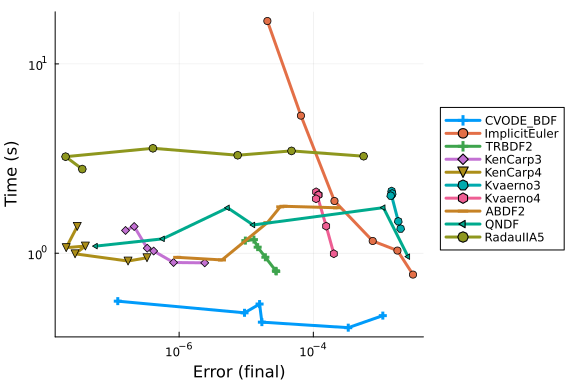 10¹
10⁰
Time (s)
10⁻⁶
10⁻⁴
Error (final)
CVODE_BDF
ImplicitEuler
TRBDF2
KenCarp3
KenCarp4
Kvaerno3
Kvaerno4
ABDF2
QNDF
RadauIIA5